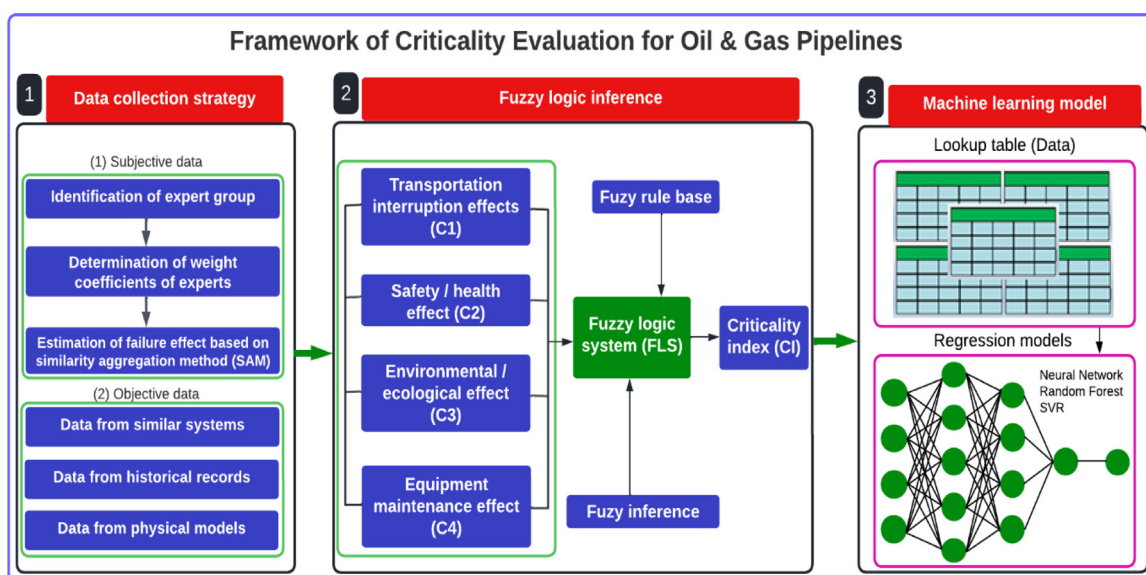 Framework of Criticality Evaluation for Oil & Gas Pipelines
1
Data collection strategy
(1) Subjective data
Identification of expert group
Determination of weight
coefficients of experts
Estimation of failure effect based on
similarity aggregation method (SAM)
(2) Objective data
Data from similar systems
Data from historical records
Data from physical models
2
Fuzzy logic inference
Transportation
interruption effects
(C1)
Safety / health
effect (C2)
Environmental /
ecological effect
(C3)
Equipment
maintenance effect
(C4)
Fuzy rule base
Fuzzy logic
system (FLS)
Fuzy inference
Criticality
index (CI)
3
Machine learning model
Lookup table (Data)
Regression models
Neural Network
Random Forest
SVR